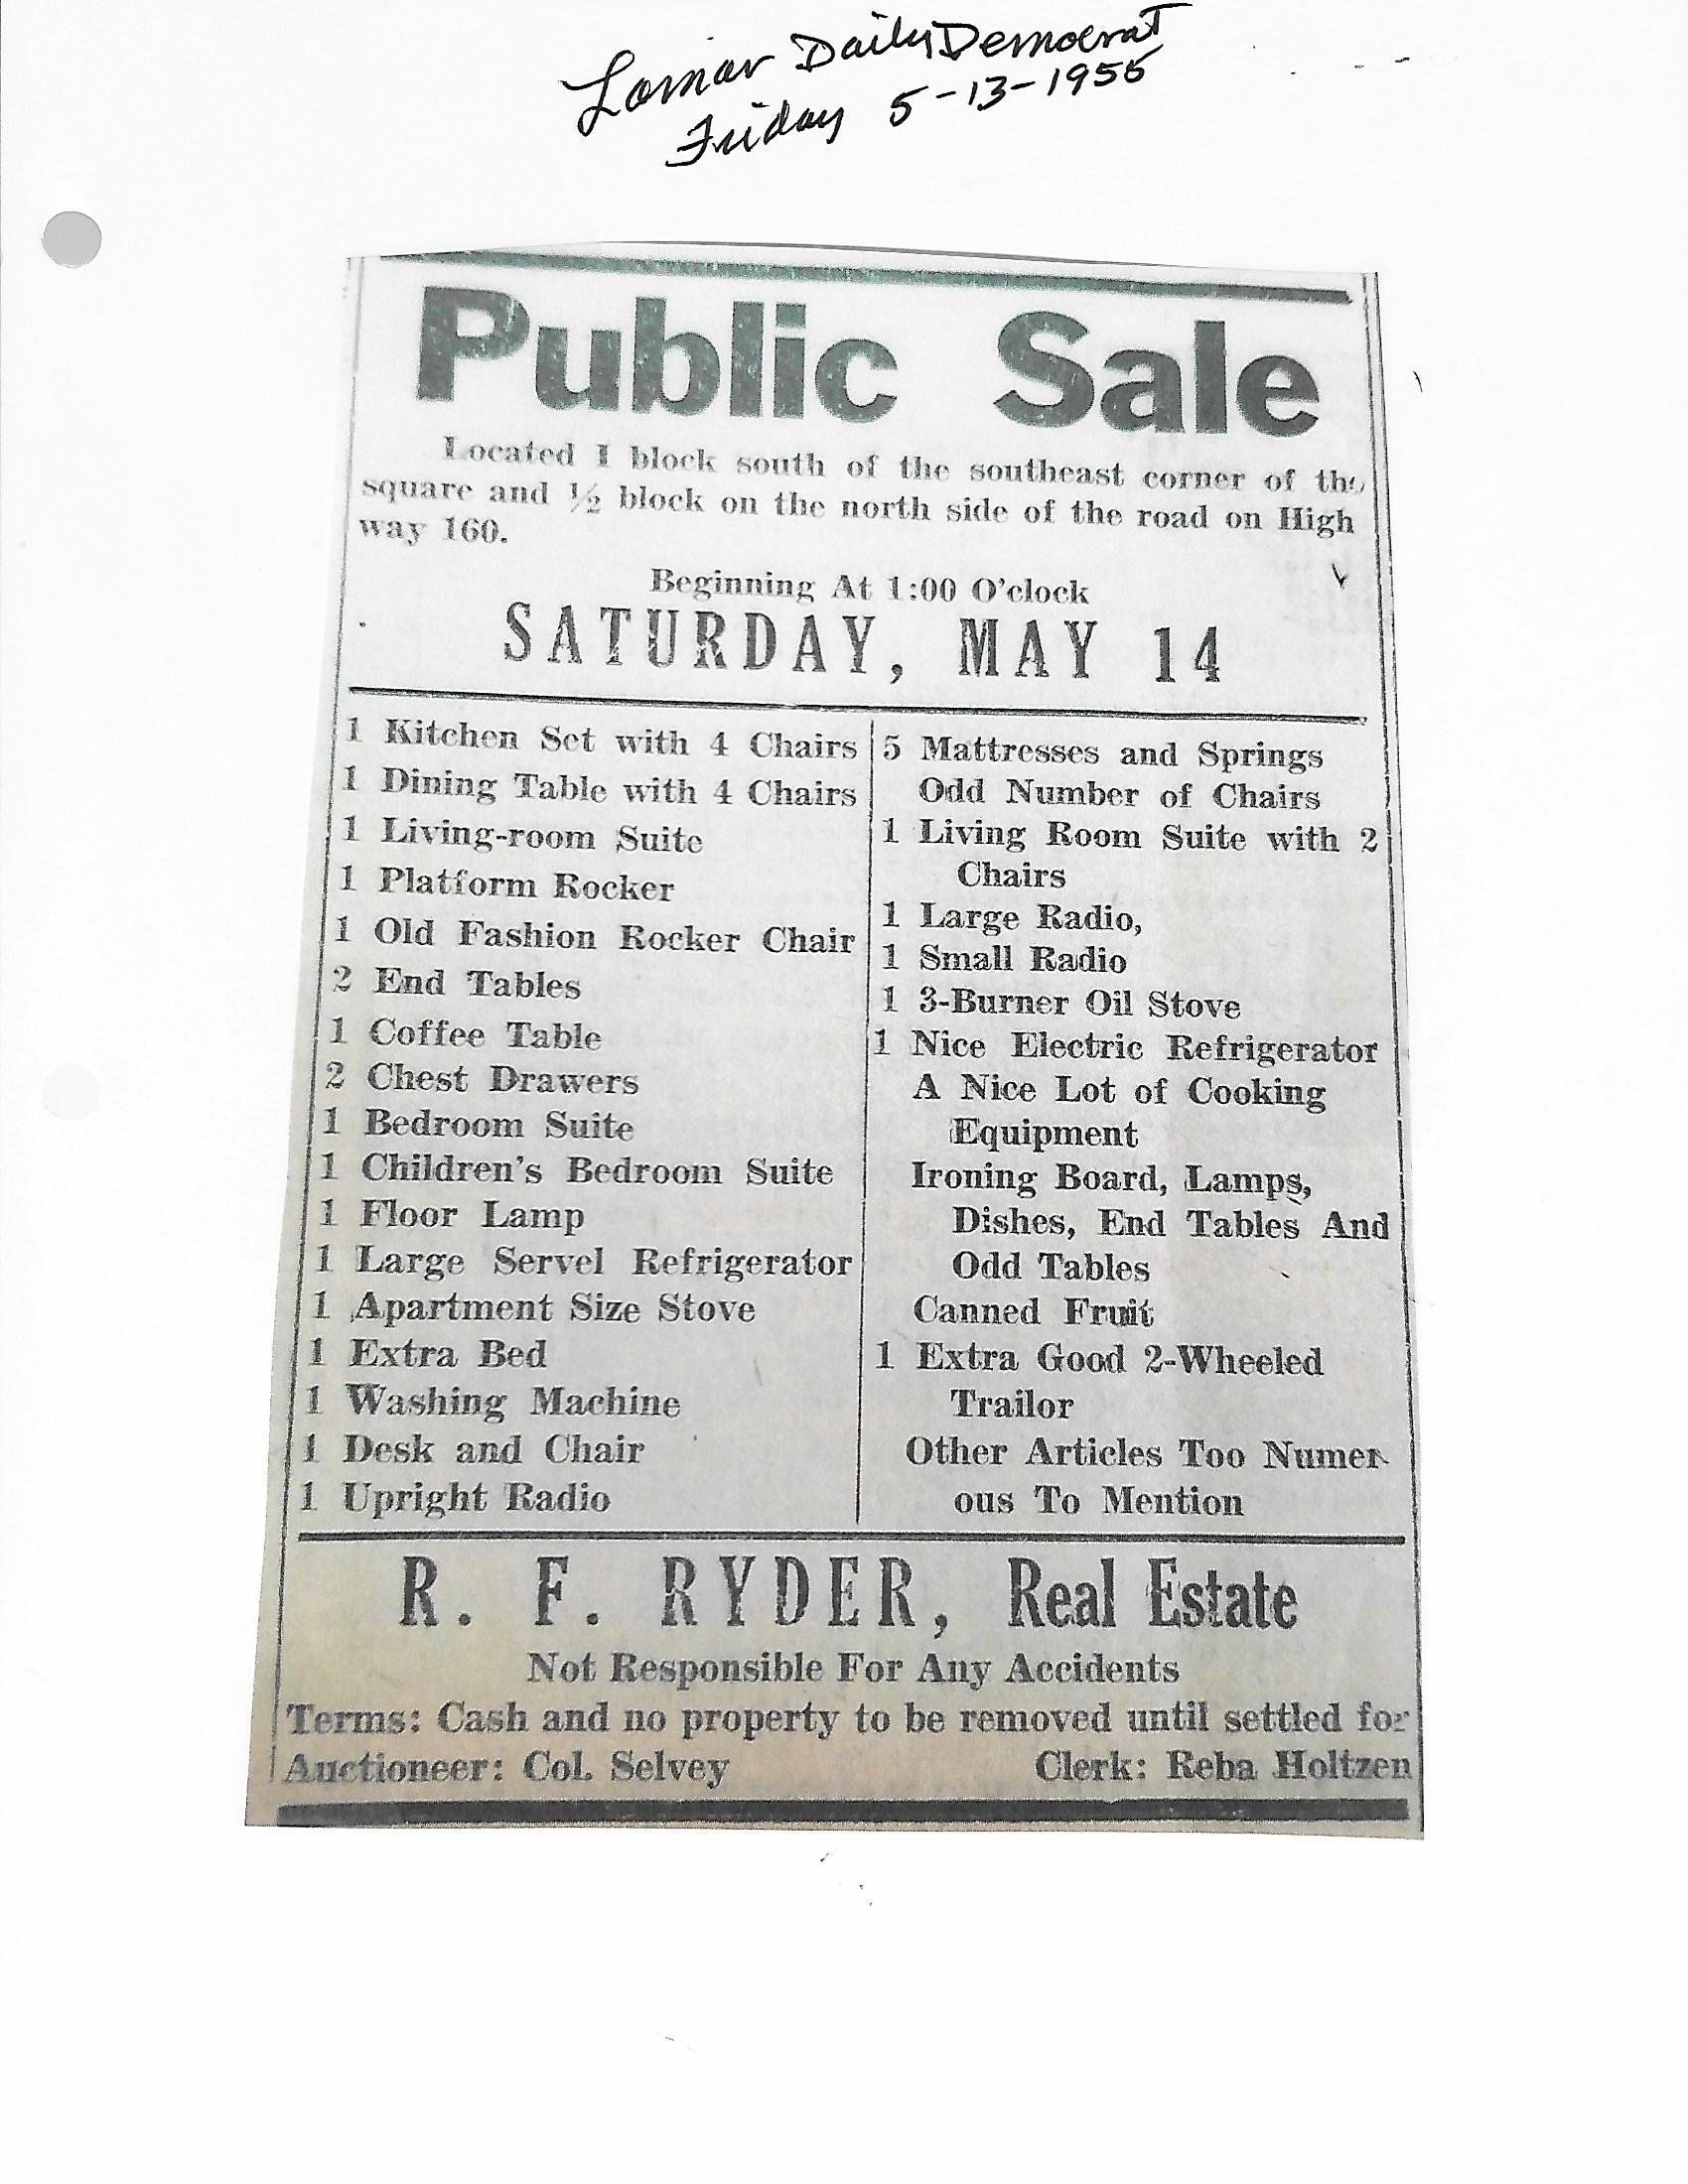 Lamar Daily Democrat
Friday 5-13-1955
Public Sale
Located 1 block south of the southeast corner of the
square and ½ block on the north side of the road on High
way 160.
Beginning At 1:00 O'clock
SATURDAY, MAY 14
1 Kitchen Set with 4 Chairs
1 Dining Table with 4 Chairs
1 Living-room Suite
1 Platform Rocker
1 Old Fashion Rocker Chair
2 End Tables
1 Coffee Table
2 Chest Drawers
1 Bedroom Suite
1 Children's Bedroom Suite
1 Floor Lamp
1 Large Servel Refrigerator
1 Apartment Size Stove
1 Extra Bed
1 Washing Machine
1 Desk and Chair
1 Upright Radio
5 Mattresses and Springs
Odd Number of Chairs
1 Living Room Suite with 2
Chairs
1 Large Radio,
1 Small Radio
1 3-Burner Oil Stove
1 Nice Electric Refrigerator
A Nice Lot of Cooking
Equipment
Ironing Board, Lamps,
Dishes, End Tables And
Odd Tables
Canned Fruit
1 Extra Good 2-Wheeled
Trailor
Other Articles Too Numer-
ous To Mention
R. F. RYDER, Real Estate
Not Responsible For Any Accidents
Terms: Cash and no property to be removed until settled for
Auctioneer: Col. Selvey Clerk: Reba Holtzen